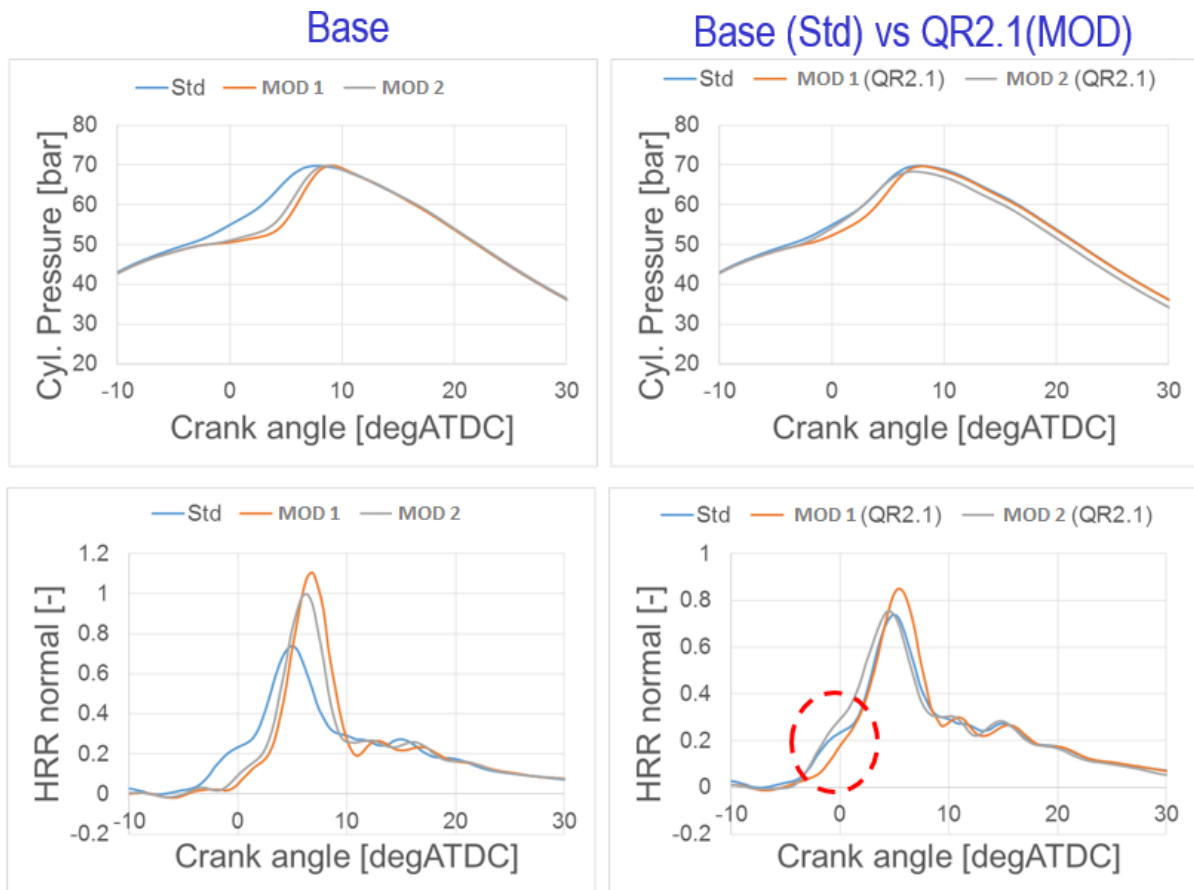 Base
Base (Std) vs QR2.1(MOD)
Std MOD 1 MOD 2
80
70
60
50
40
30
20
-10 0 10 20 30
Cyl. Pressure [bar]
Crank angle [degATDC]
Std MOD 1 (QR2.1) MOD 2 (QR2.1)
80
70
60
50
40
30
20
-10 0 10 20 30
Cyl. Pressure [bar]
Crank angle [degATDC]
Std MOD 1 MOD 2
1.2
1
0.8
0.6
0.4
0.2
0
-0.2
-10 0 10 20 30
HRR normal [-]
Crank angle [degATDC]
Std MOD 1 (QR2.1) MOD 2 (QR2.1)
1
0.8
0.6
0.4
0.2
0
-0.2
-10 0 10 20 30
HRR normal [-]
Crank angle [degATDC]